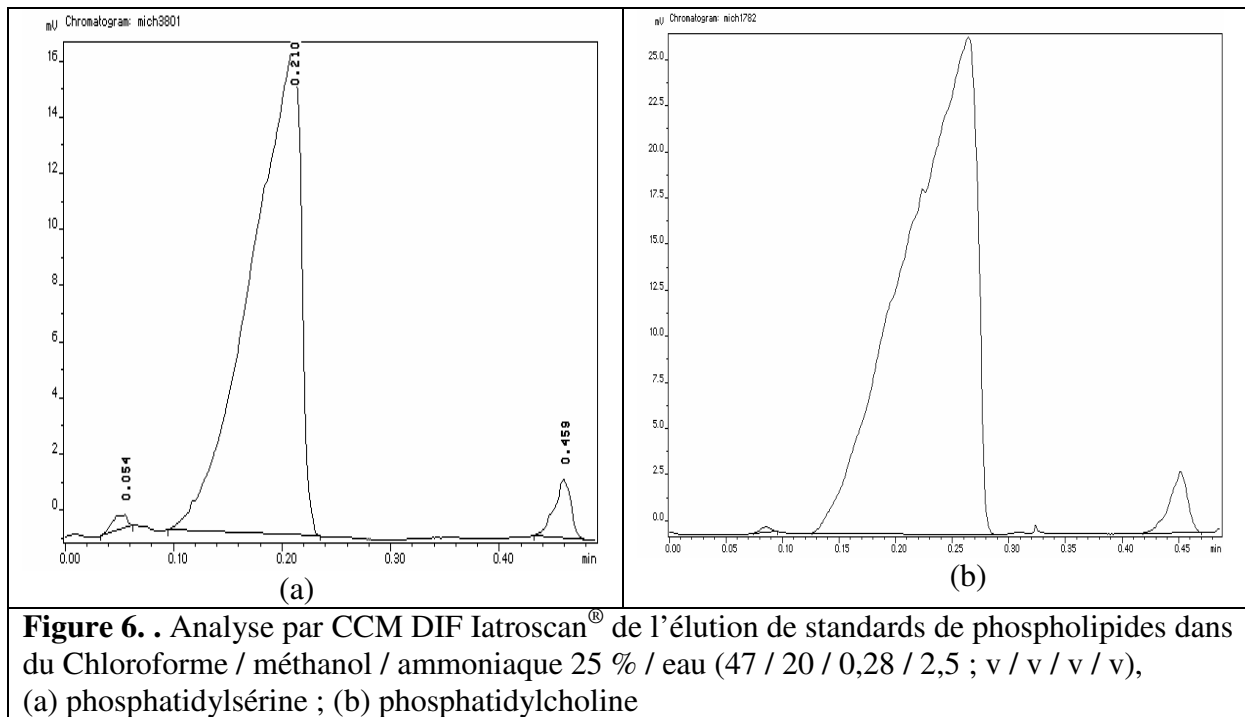 mV Chromatogram: mich3801
16
14
12
10
8
6
4
2
0
0.054
0.210
0.459
0.00 0.10 0.20 0.30 0.40 min
(a)
mV Chromatogram: mich1782
25.0
22.5
20.0
17.5
15.0
12.5
10.0
7.5
5.0
2.5
0.0
0.00 0.05 0.10 0.15 0.20 0.25 0.30 0.35 0.40 0.45 min
(b)
Figure 6. . Analyse par CCM DIF Iatroscan® de l’élution de standards de phospholipides dans
du Chloroforme / méthanol / ammoniaque 25 % / eau (47 / 20 / 0,28 / 2,5 ; v / v / v / v),
(a) phosphatidylsérine ; (b) phosphatidylcholine